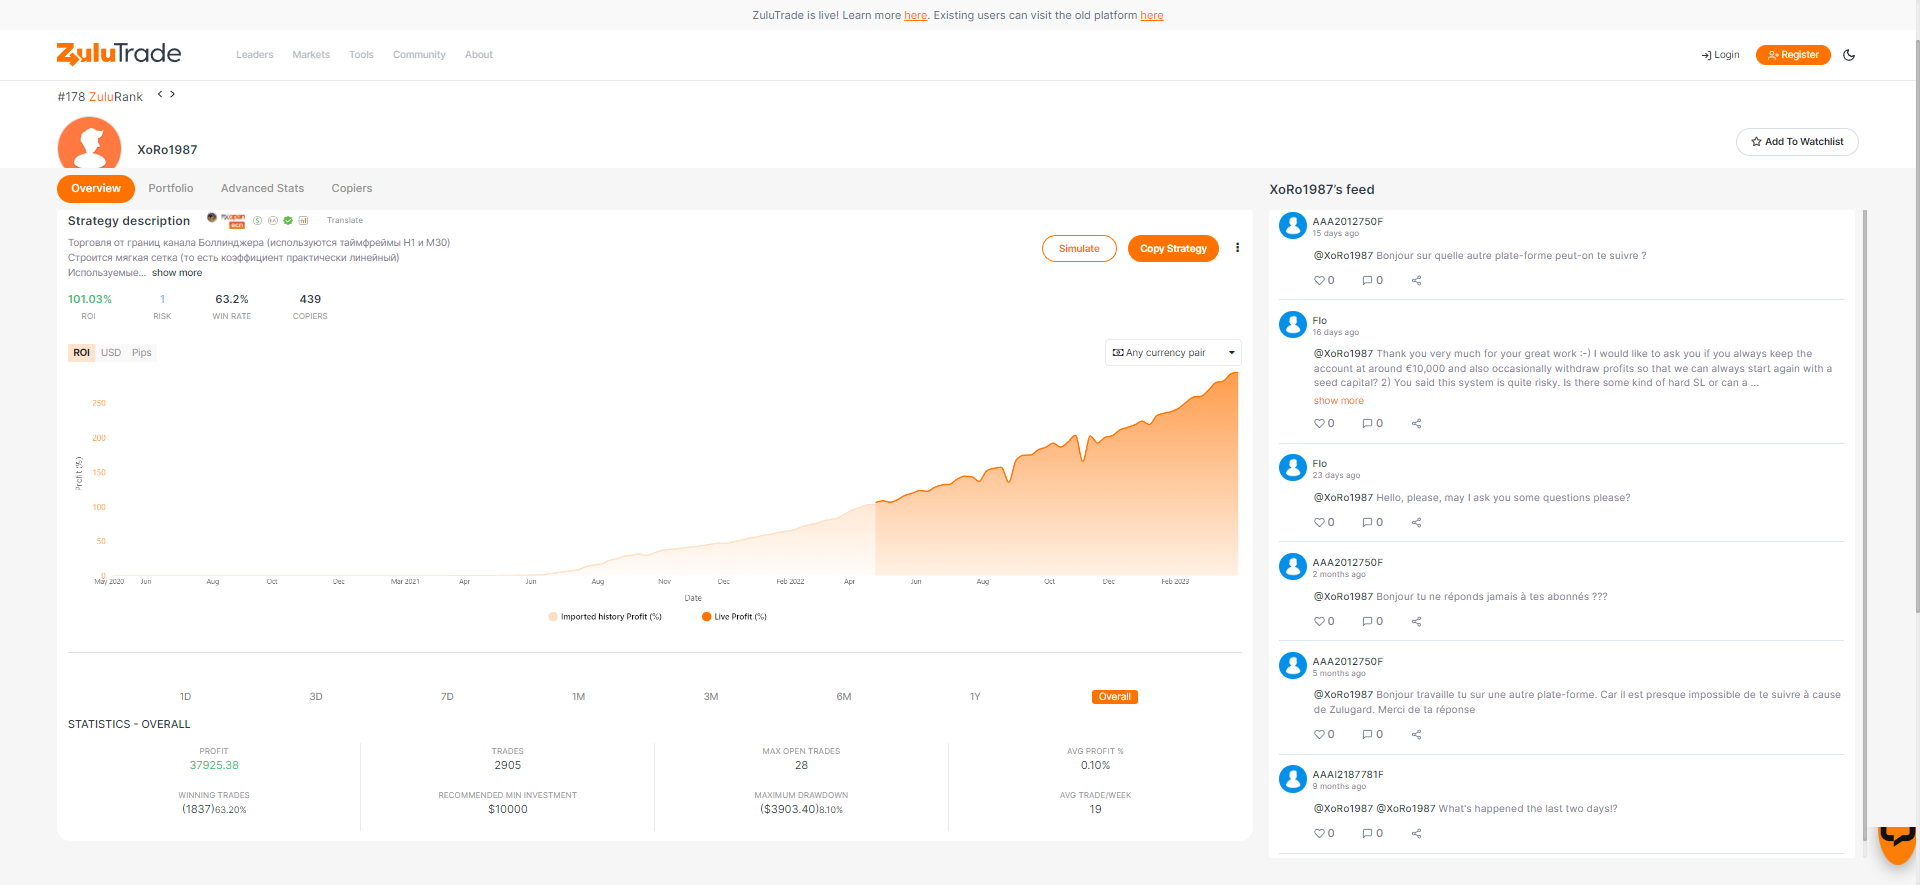 ZuluTrade is live! Learn more here. Existing users can visit the old platform here
ZuluTrade
Leaders
Markets
Tools
Community
About
Login
Register
#178 ZuluRank
XoRo1987
Add To Watchlist
Overview
Portfolio
Advanced Stats
Copiers
Strategy description
Translate
Торговля от границ канала Боллинджера (используются таймфреймы H1 и M30)
Строится мягкая сетка (то есть коэффициент практически линейный)
Используемые... show more
Simulate
Copy Strategy
101.03%
ROI
1
RISK
63.2%
WIN RATE
439
COPIERS
ROI
USD
Pips
Any currency pair
Profit (%)
250
200
150
100
50
0
May 2020
Jun
Aug
Oct
Dec
Mar 2021
Apr
Jun
Aug
Nov
Dec
Feb 2022
Apr
Jun
Aug
Oct
Dec
Feb 2023
Date
Imported history Profit (%)
Live Profit (%)
1D
3D
7D
1M
3M
6M
1Y
Overall
STATISTICS - OVERALL
PROFIT
37925.38
TRADES
2905
MAX OPEN TRADES
28
AVG PROFIT %
0.10%
WINNING TRADES
(1837)63.20%
RECOMMENDED MIN INVESTMENT
$10000
MAXIMUM DRAWDOWN
($3903.40)8.10%
AVG TRADE/WEEK
19
XoRo1987's feed
AAA2012750F
15 days ago
@XoRo1987 Bonjour sur quelle autre plate-forme peut-on te suivre ?
0
0
Flo
16 days ago
@XoRo1987 Thank you very much for your great work :-) I would like to ask you if you always keep the
account at around €10,000 and also occasionally withdraw profits so that we can always start again with a
seed capital? 2) You said this system is quite risky. Is there some kind of hard SL or can a ...
show more
0
0
Flo
23 days ago
@XoRo1987 Hello, please, may I ask you some questions please?
0
0
AAA2012750F
2 months ago
@XoRo1987 Bonjour tu ne réponds jamais à tes abonnés ???
0
0
AAA2012750F
5 months ago
@XoRo1987 Bonjour travaille tu sur une autre plate-forme. Car il est presque impossible de te suivre à cause
de Zulugard. Merci de ta réponse
0
0
AAAI2187781F
9 months ago
@XoRo1987 @XoRo1987 What's happened the last two days!?
0
0